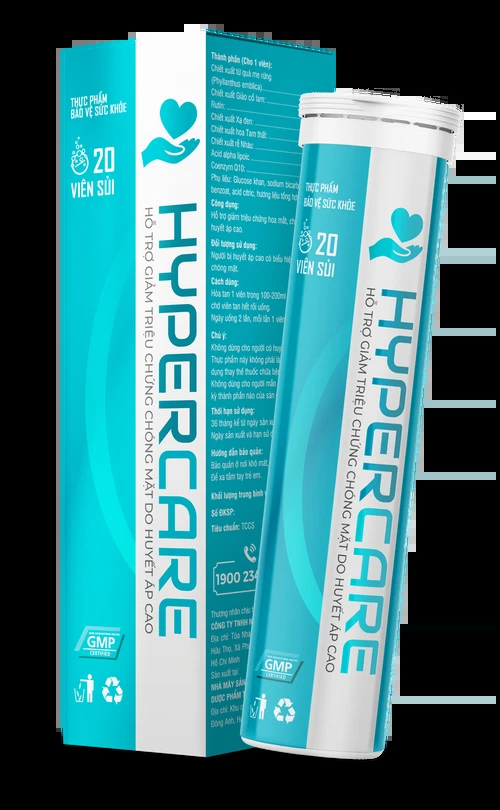 THỰC PHẨM
BẢO VỆ SỨC KHỎE
20
VIÊN SỦI
HYPERCARE
HỖ TRỢ GIẢM TRIỆU CHỨNG CHÓNG MẶT DO HUYẾT ÁP CAO
GMP
CERTIFIED
Thành phần (Cho 1 viên):
Chiết xuất từ quả me rừng
(Phyllanthus emblica)
Chiết xuất Giảo cổ lam:
Rutin:
Chiết xuất Xạ đen:
Chiết xuất hoa Tam thất:
Chiết xuất rễ Nhàu:
Acid alpha lipoic
Coenzym Q10:
Phụ liệu: Glucose khan, sodium bicarb
benzoat, acid citric, hương liệu tổng h
Công dụng:
Hỗ trợ giảm triệu chứng hoa mắt, ch
huyết áp cao.
Đối tượng sử dụng:
Người bị huyết áp cao có biểu hiệ
chóng mặt.
Cách dùng:
Hòa tan 1 viên trong 100-200ml
chờ viên tan hết rồi uống.
Ngày uống 2 lần, mỗi lần 1 viên
Chú ý:
Không dùng cho người có huy
Thực phẩm này không phải là
dụng thay thế thuốc chữa bện
Không dùng cho người mẫn
kỳ thành phần nào của sản
Thời hạn sử dụng:
36 tháng kể từ ngày sản xu
Ngày sản xuất và hạn sử d
Hướng dẫn bảo quản:
Bảo quản ở nơi khô mát,
Để xa tầm tay trẻ em.
Khối lượng trung bình v
Số ĐKSP:
Tiêu chuẩn: TCCS
1900 234
Thương nhân chịu t
CÔNG TY TNHH N
Địa chỉ: Tòa Nhà
Hữu Thọ, Xã Ph
Hồ Chí Minh
Sản xuất tại:
NHÀ MÁY SẢN
DƯỢC PHẨM T
Địa chỉ: Khu
Đông Anh, H
THỰC PHẨM
BẢO VỆ SỨC KHỎE
20
VIÊN SỦI
HYPERCARE
HỖ TRỢ GIẢM TRIỆU CHỨNG CHÓNG MẶT DO HUYẾT ÁP CAO
GMP
CERTIFIED